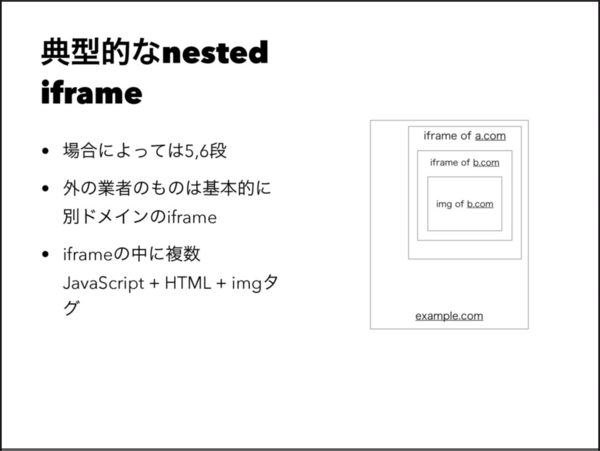 典型的なnested
iframe
• 場合によっては5,6段
• 外の業者のものは基本的に
別ドメインのiframe
• iframeの中に複数
JavaScript + HTML + imgタ
グ
iframe of a.com
iframe of b.com
img of b.com
example.com